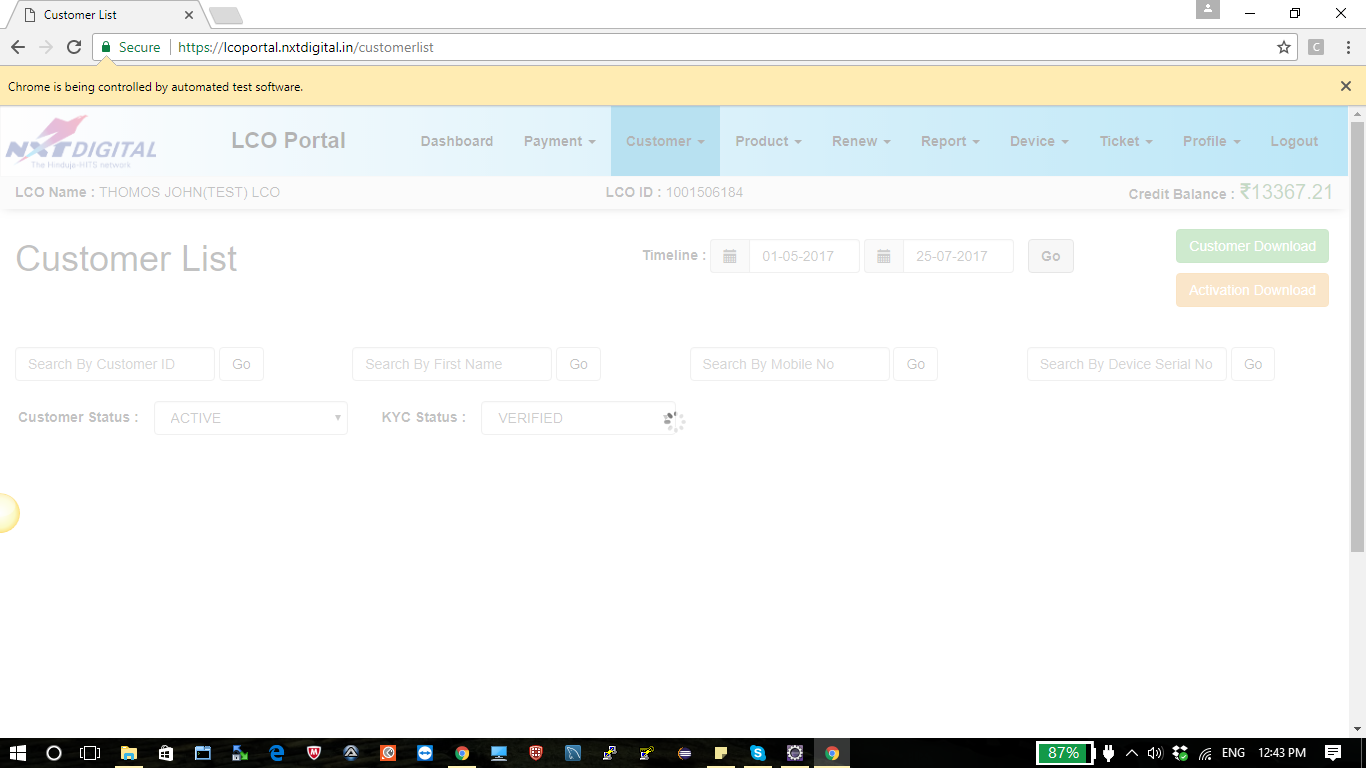 Customer List
Secure https://lcoportal.nxtdigital.in/customerlist
C
Chrome is being controlled by automated test software.
NXT DIGITAL
The Hinduja-HITS network
LCO Portal
Dashboard Payment Customer Product Renew Report Device Ticket Profile Logout
LCO Name : THOMOS JOHN(TEST) LCO LCO ID : 1001506184 Credit Balance : ₹13367.21
Customer List Timeline : 01-05-2017 25-07-2017 Go Customer Download
Activation Download
Search By Customer ID Go Search By First Name Go Search By Mobile No Go Search By Device Serial No Go
Customer Status : ACTIVE KYC Status : VERIFIED
87% ENG 12:43 PM